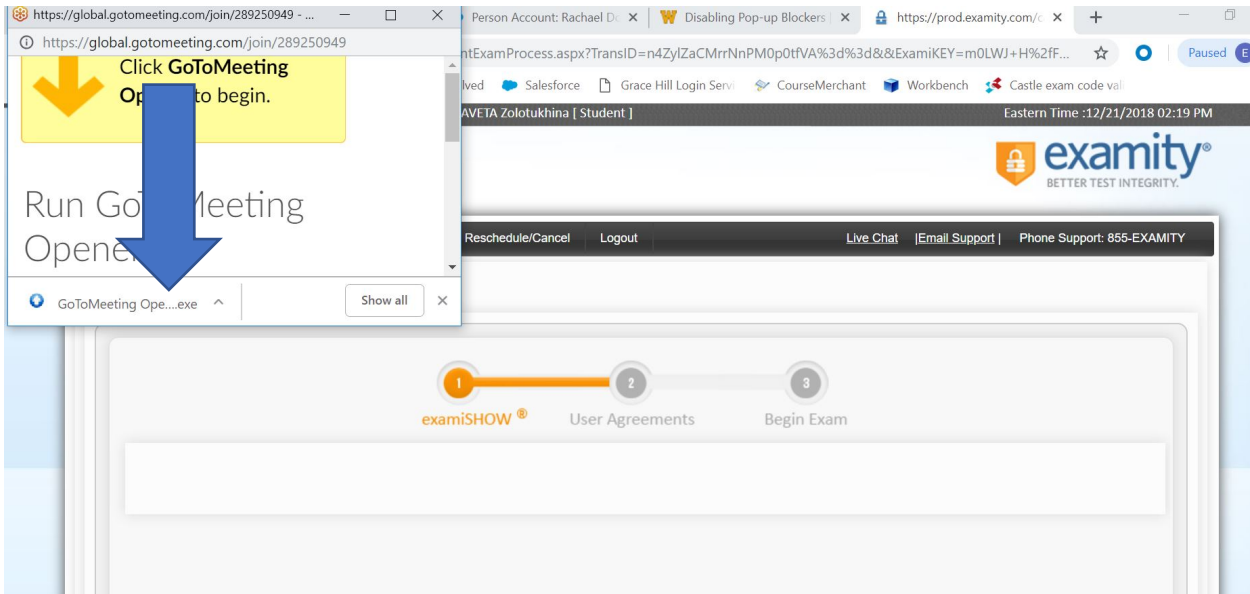 https://global.gotomeeting.com/join/289250949 - ...
https://global.gotomeeting.com/join/289250949
Click GoToMeeting
to begin.
Run Meeting
GoToMeeting Ope....exe
Show all
Person Account: Rachael Do
Disabling Pop-up Blockers
https://prod.examity.com/c
ntExamProcess.aspx?TransID=n4ZylZaCMrrNnPM0p0tfVA%3d%3d&&ExamiKEY=m0LWJ+H%2fF...
Paused
E
lved Salesforce Grace Hill Login Servi CourseMerchant Workbench Castle exam code val
AVETA Zolotukhina [ Student ] Eastern Time :12/21/2018 02:19 PM
examity®
BETTER TEST INTEGRITY.
Reschedule/Cancel Logout Live Chat |Email Support| Phone Support: 855-EXAMITY
1 2 3
examiSHOW ® User Agreements Begin Exam